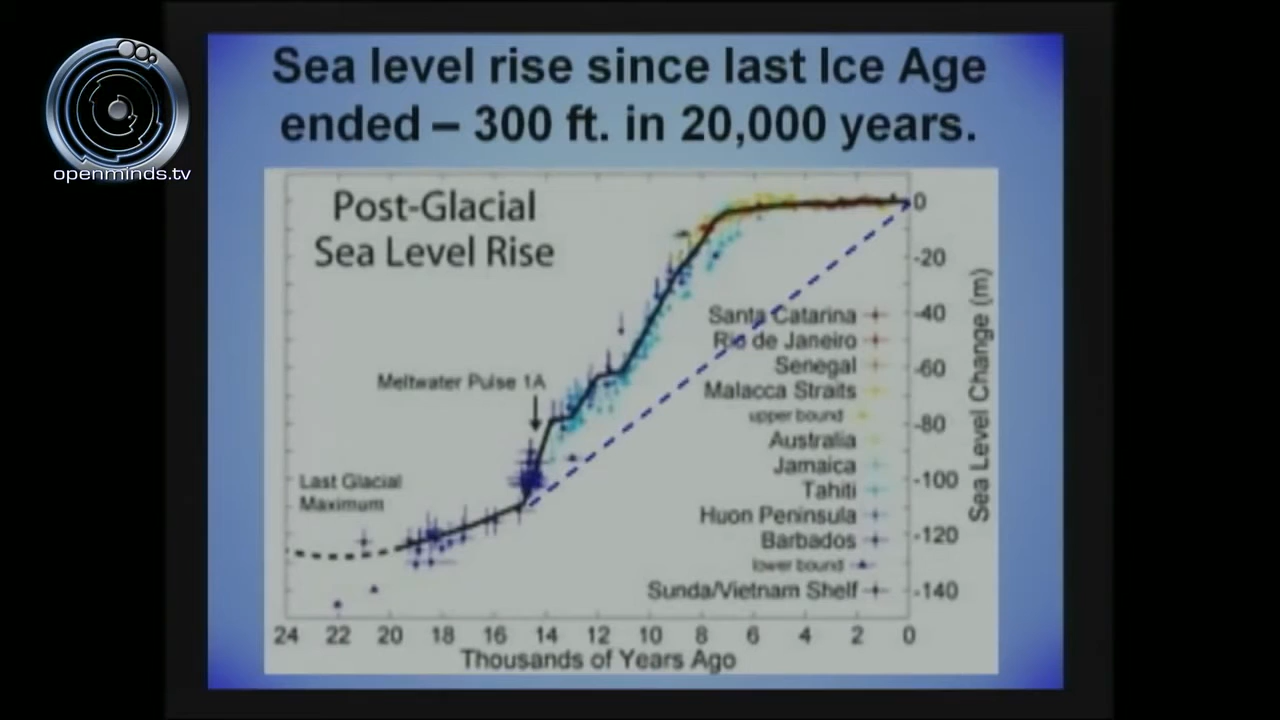 openminds.tv
Sea level rise since last Ice Age
ended – 300 ft. in 20,000 years.
Post-Glacial
Sea Level Rise
Meltwater Pulse 1A
Last Glacial
Maximum
Santa Catarina
Rio de Janeiro
Senegal
Malacca Straits
upper bound
Australia
Jamaica
Tahiti
Huon Peninsula
Barbados
lower bound
Sunda/Vietnam Shelf
0
-20
-40
-60
-80
-100
-120
-140
Sea Level Change (m)
24 22 20 18 16 14 12 10 8 6 4 2 0
Thousands of Years Ago